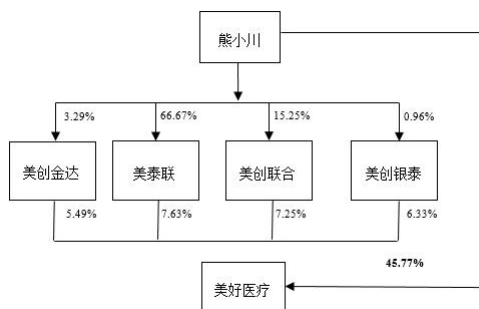 熊小川
3.29% 66.67% 15.25% 0.96%
美创金达 美泰联 美创联合 美创银泰
5.49% 7.63% 7.25% 6.33%
45.77%
美好医疗